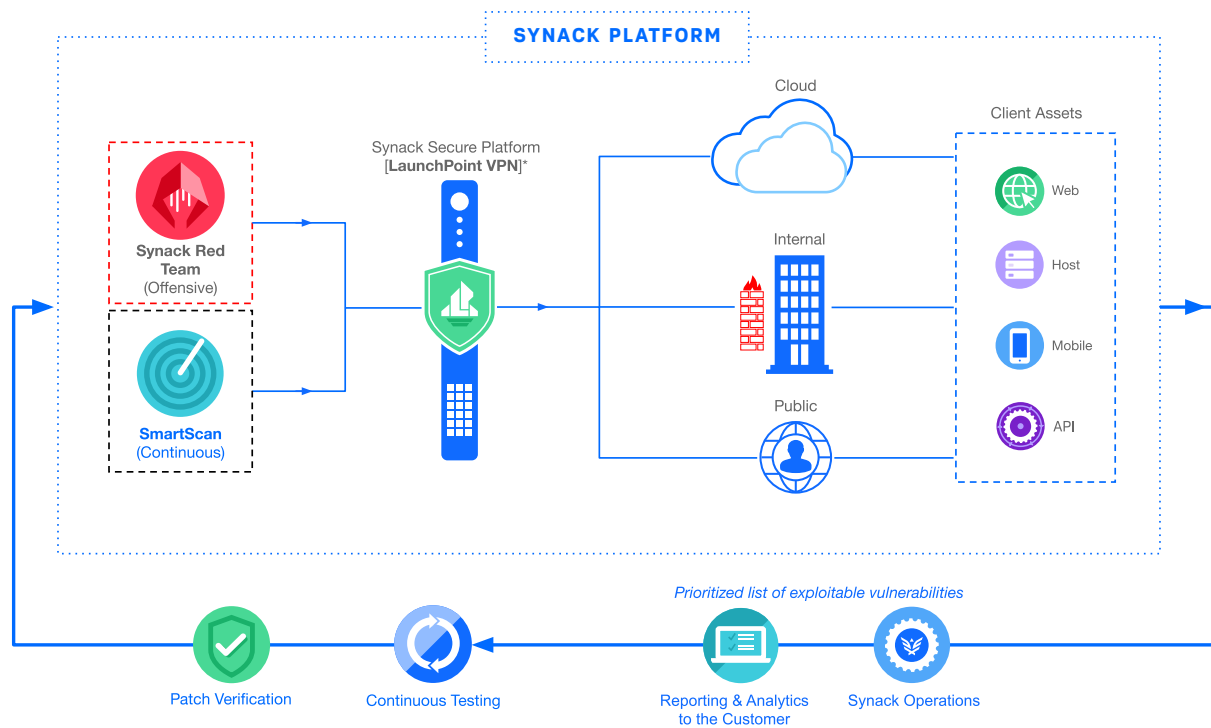 SYNACK PLATFORM
Cloud
Client Assets
Synack Secure Platform
[LaunchPoint VPN]*
Web
Synack Red
Team
(Offensive)
Internal
Host
Mobile
SmartScan
(Continuous)
Public
API
Prioritized list of exploitable vulnerabilities
Patch Verification
Continuous Testing
Reporting & Analytics
to the Customer
Synack Operations